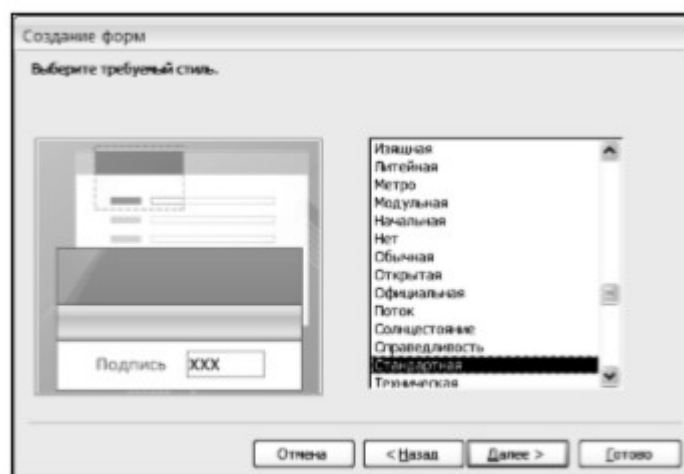 Создание форм
Выберите требуемый стиль.
Изящная
Литейная
Метро
Модульная
Начальная
Нет
Обычная
Открытая
Официальная
Поток
Солнцестояние
Справедливость
Стандартная
Техническая
Подпись XXX
Отмена < Назад Далее > Готово